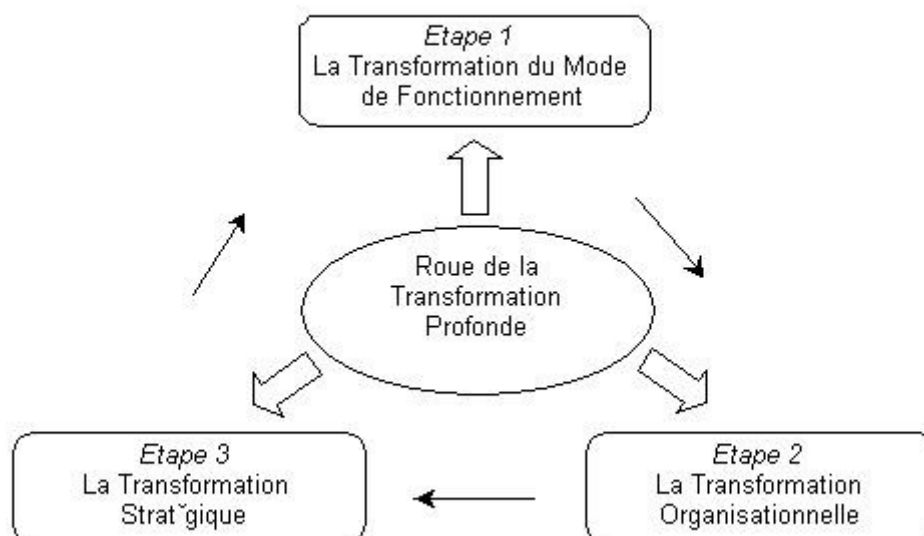 Etape 1
La Transformation du Mode
de Fonctionnement
Roue de la
Transformation
Profonde
Etape 3
La Transformation
Strat˘gique
Etape 2
La Transformation
Organisationnelle